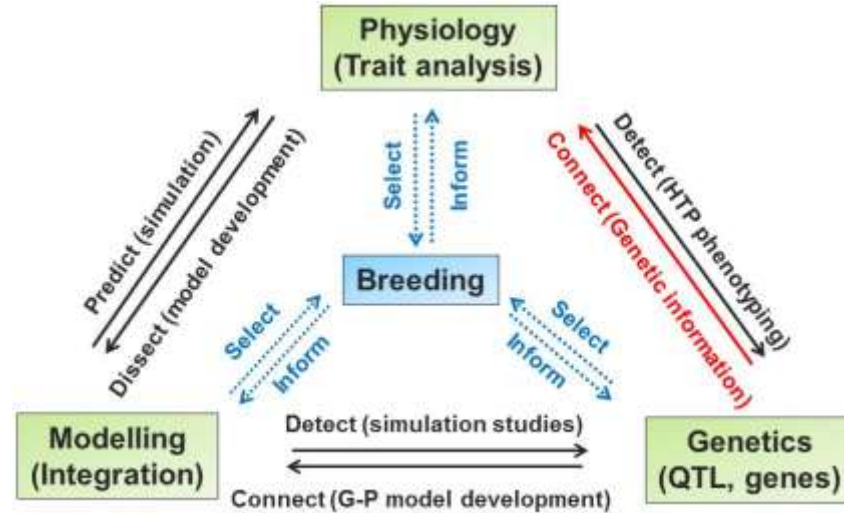 Physiology
(Trait analysis)
Predict (simulation)
Dissect (model development)
Select
Inform
Detect (HTP phenotyping)
Connect (Genetic information)
Breeding
Select
Inform
Select
Inform
Modelling
(Integration)
Detect (simulation studies)
Connect (G-P model development)
Genetics
(QTL, genes)